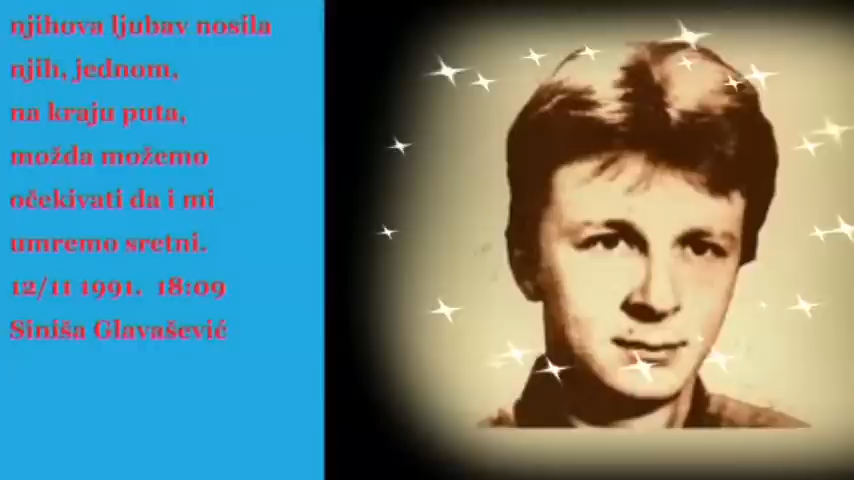 njihova ljubav nosila
njih, jednom,
na kraju puta,
možda možemo
očekivati da i mi
umremo sretni.
12/11 1991. 18:09
Siniša Glavašević